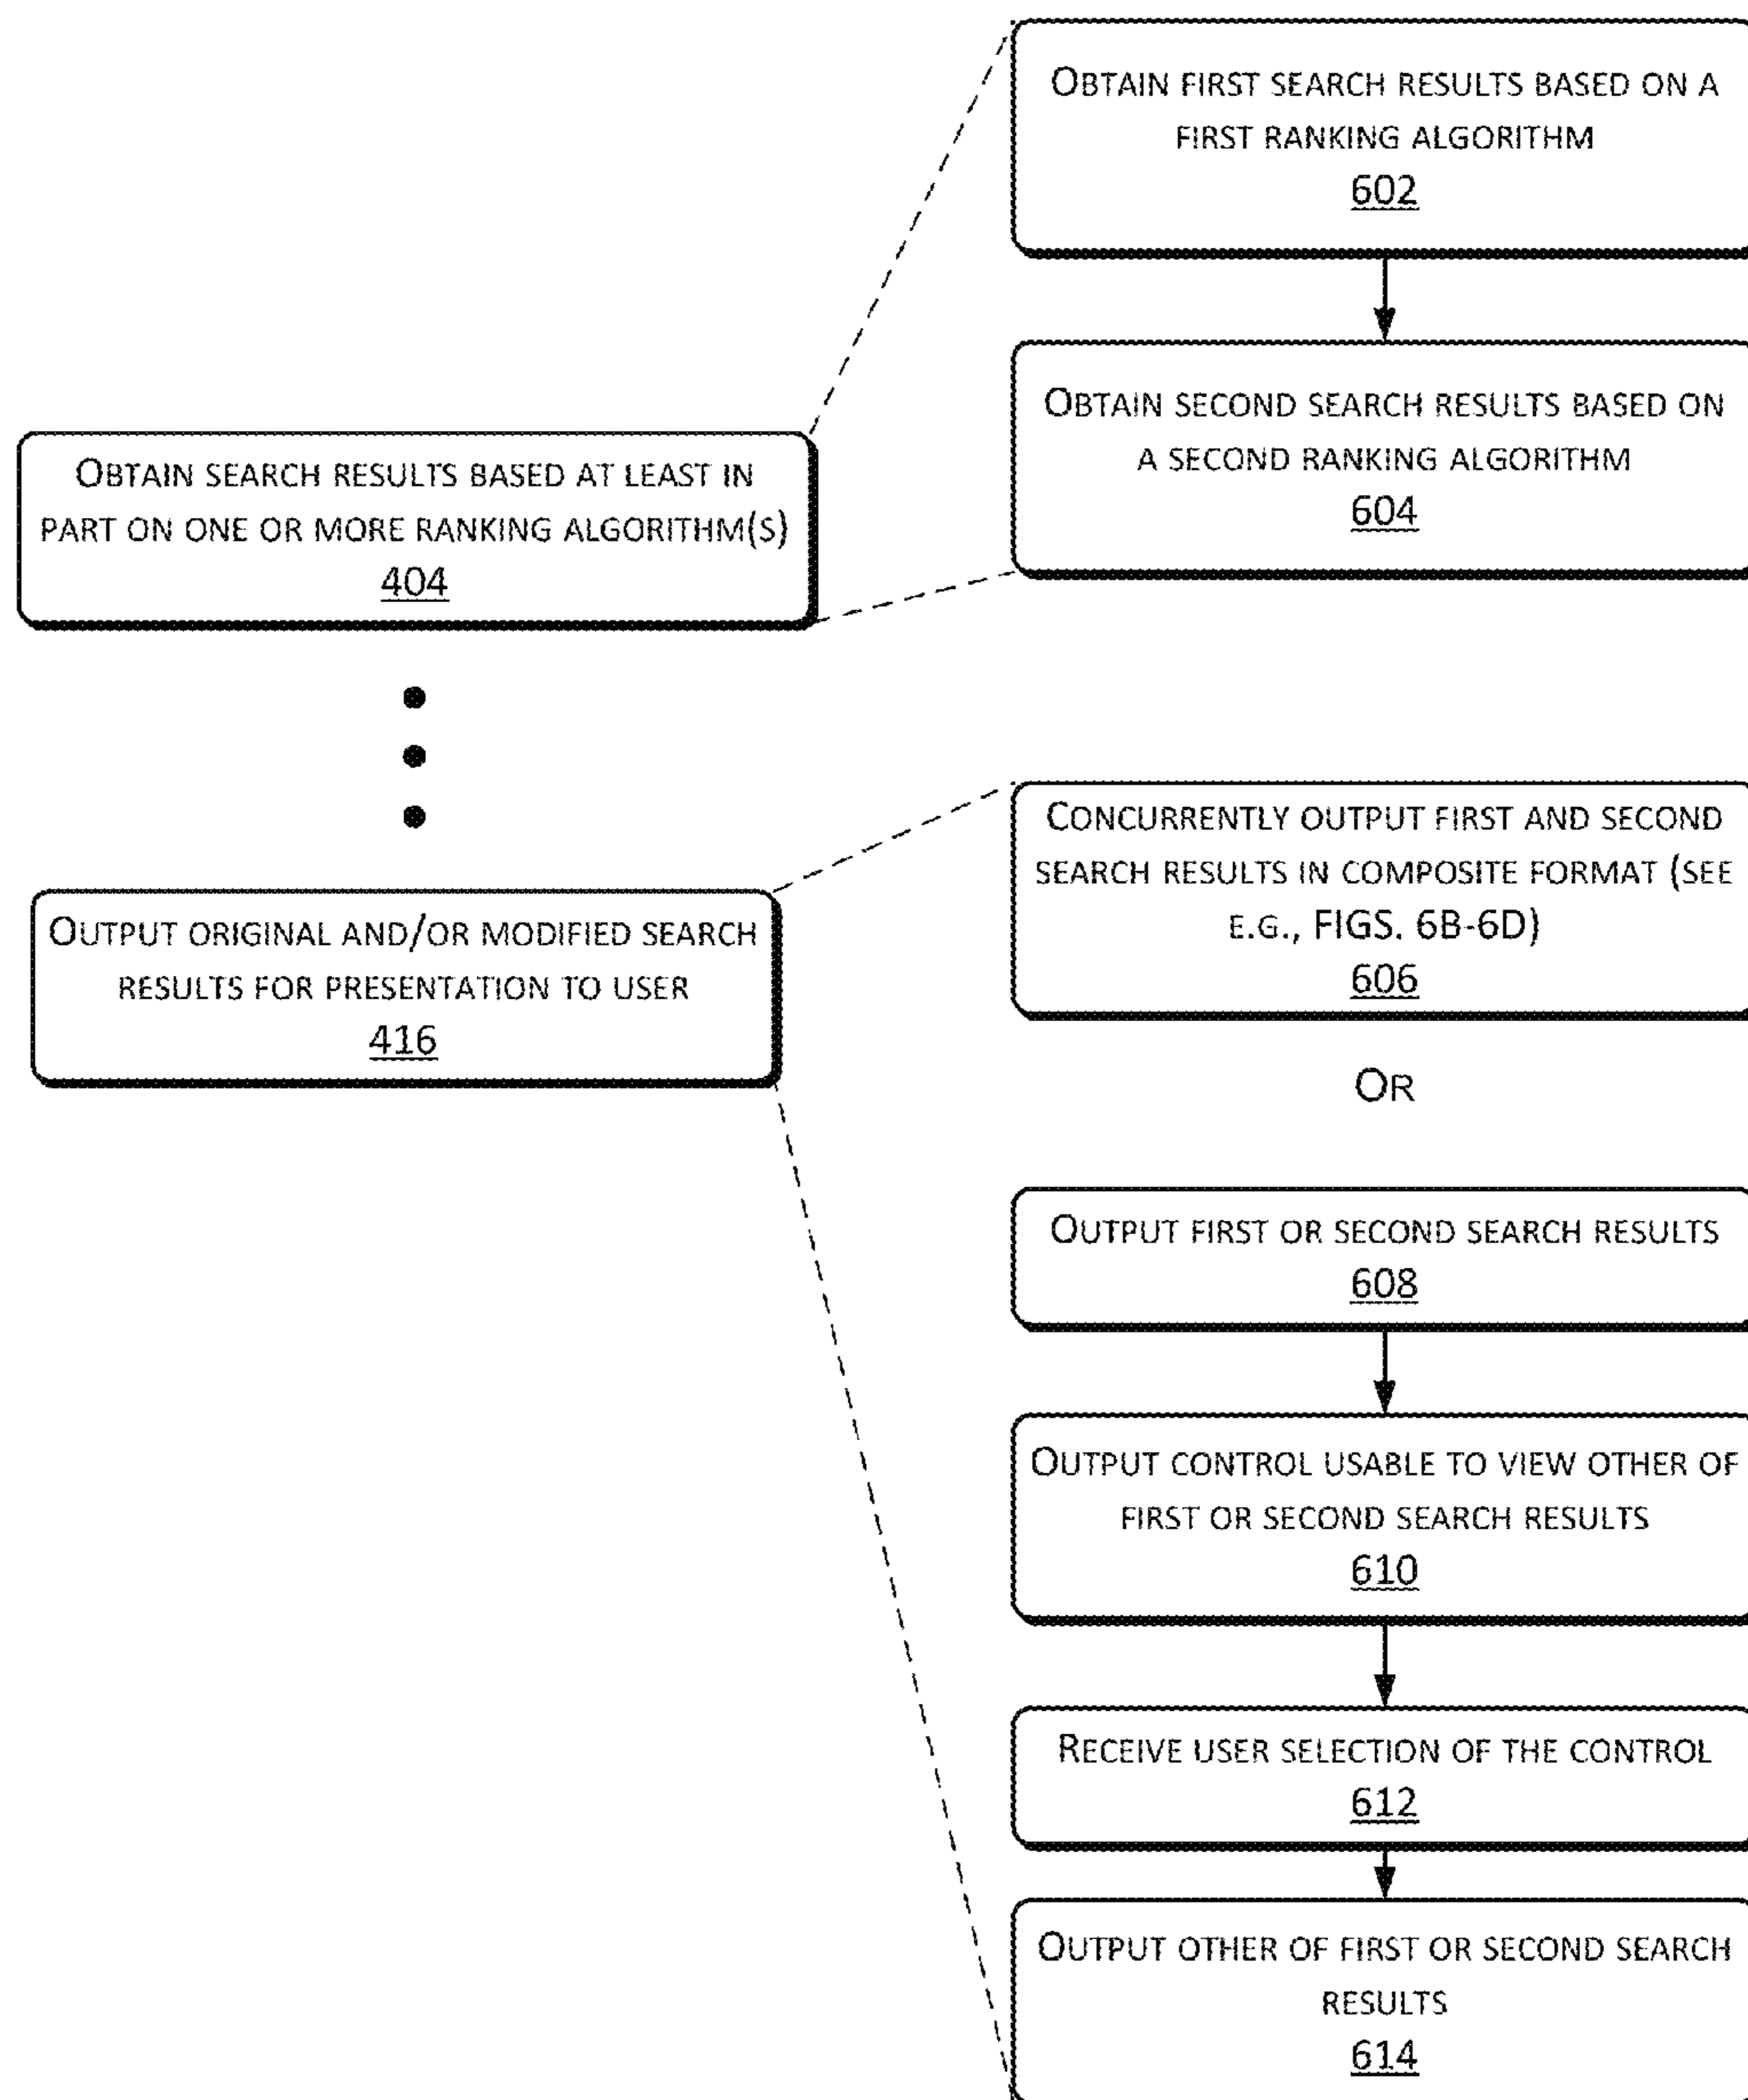 OBTAIN FIRST SEARCH RESULTS BASED ON A
FIRST RANKING ALGORITHM
602
OBTAIN SECOND SEARCH RESULTS BASED ON
A SECOND RANKING ALGORITHM
604
OBTAIN SEARCH RESULTS BASED AT LEAST IN
PART ON ONE OR MORE RANKING ALGORITHM(S)
404
CONCURRENTLY OUTPUT FIRST AND SECOND
SEARCH RESULTS IN COMPOSITE FORMAT (SEE
E.G., FIGS. 6B-6D)
606
OUTPUT ORIGINAL AND/OR MODIFIED SEARCH
RESULTS FOR PRESENTATION TO USER
416
OR
OUTPUT FIRST OR SECOND SEARCH RESULTS
608
OUTPUT CONTROL USABLE TO VIEW OTHER OF
FIRST OR SECOND SEARCH RESULTS
610
RECEIVE USER SELECTION OF THE CONTROL
612
OUTPUT OTHER OF FIRST OR SECOND SEARCH
RESULTS
614